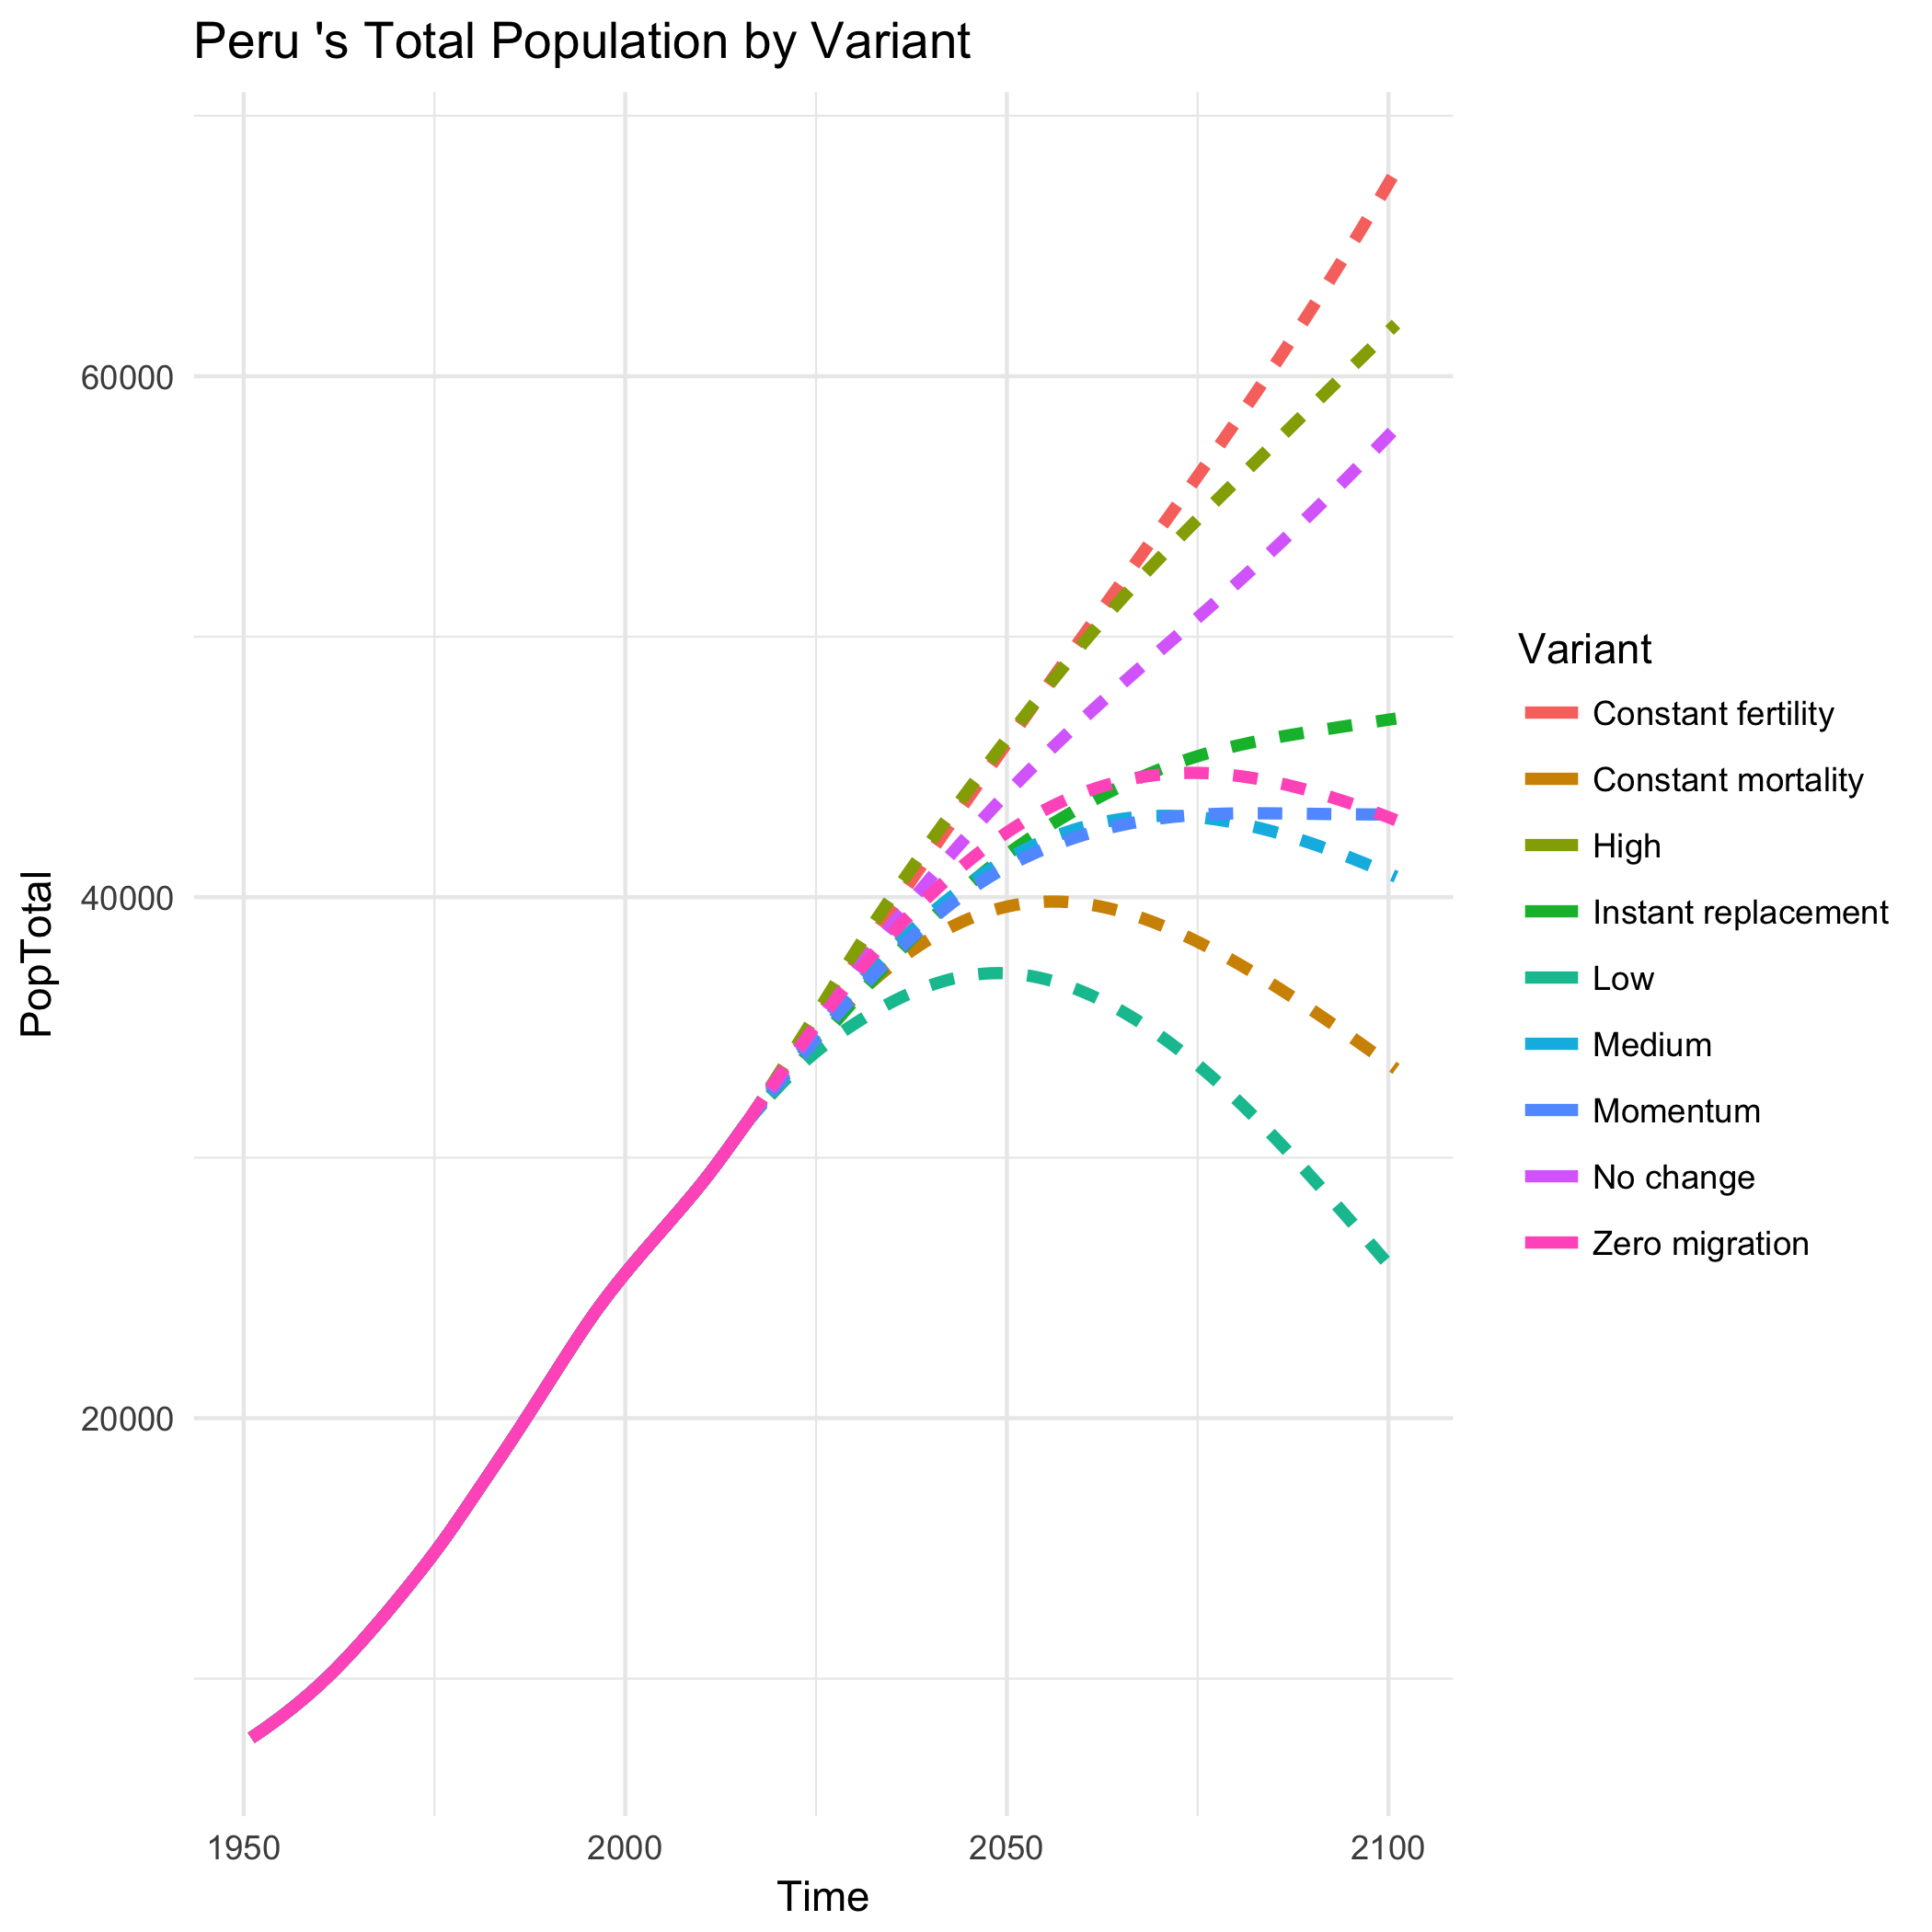 Peru 's Total Population by Variant
60000
40000
20000
PopTotal
1950
2000
2050
2100
Time
Variant
Constant fertility
Constant mortality
High
Instant replacement
Low
Medium
Momentum
No change
Zero migration